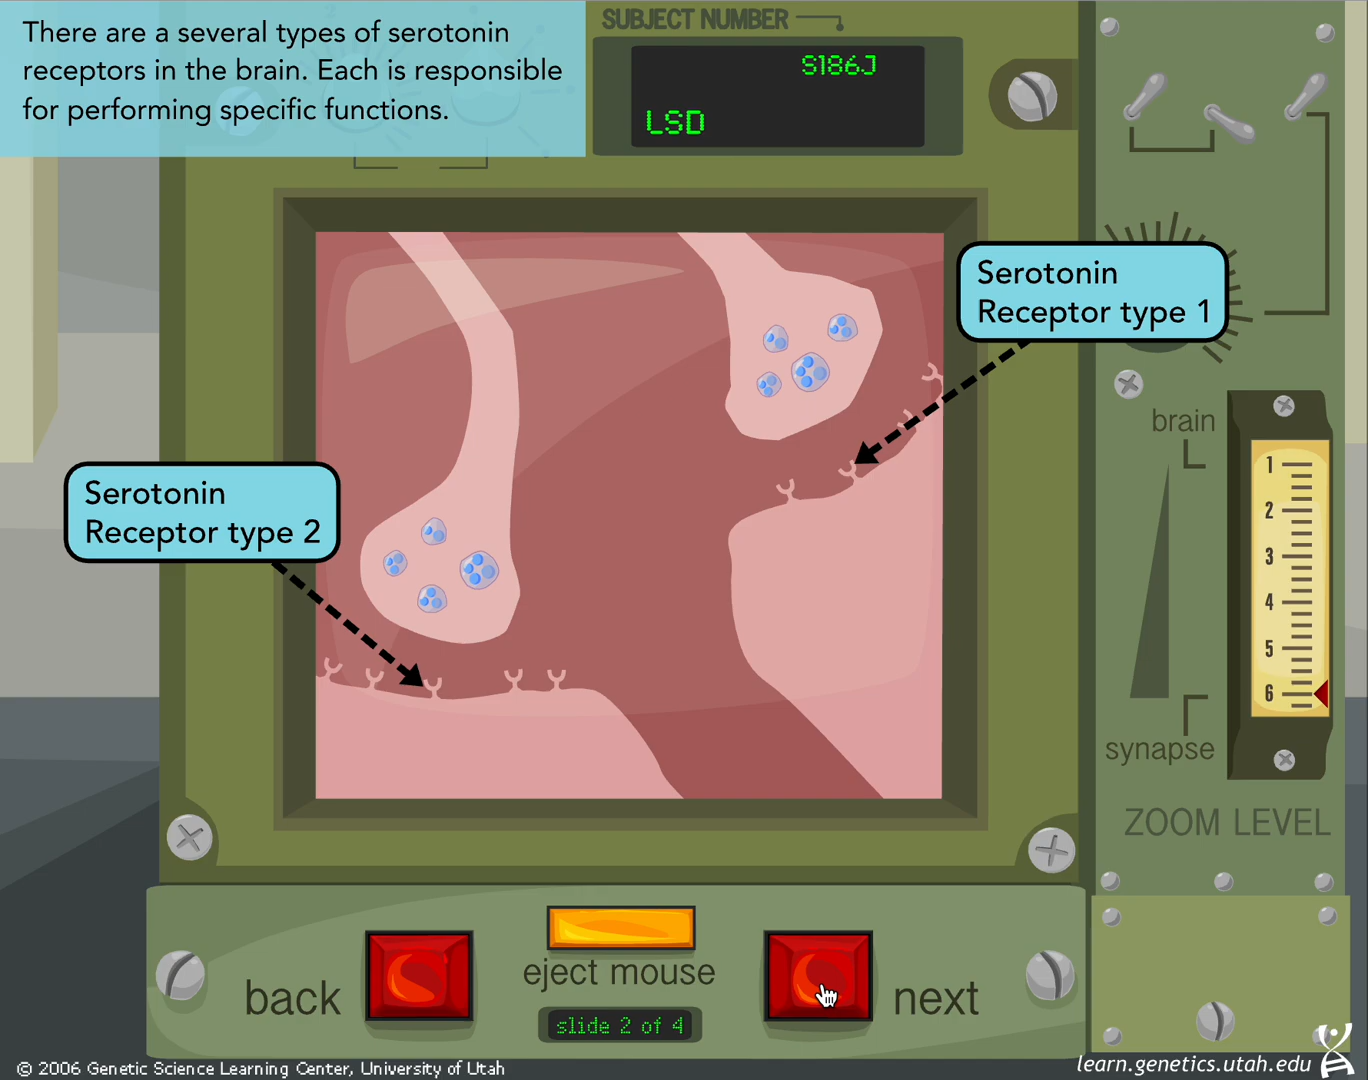 There are a several types of serotonin
receptors in the brain. Each is responsible
for performing specific functions.
SUBJECT NUMBER
S186J
LSD
Serotonin
Receptor type 1
Serotonin
Receptor type 2
brain
1
2
3
4
5
6
synapse
ZOOM LEVEL
back
eject mouse
next
slide 2 of 4
© 2006 Genetic Science Learning Center, University of Utah
learn.genetics.utah.edu